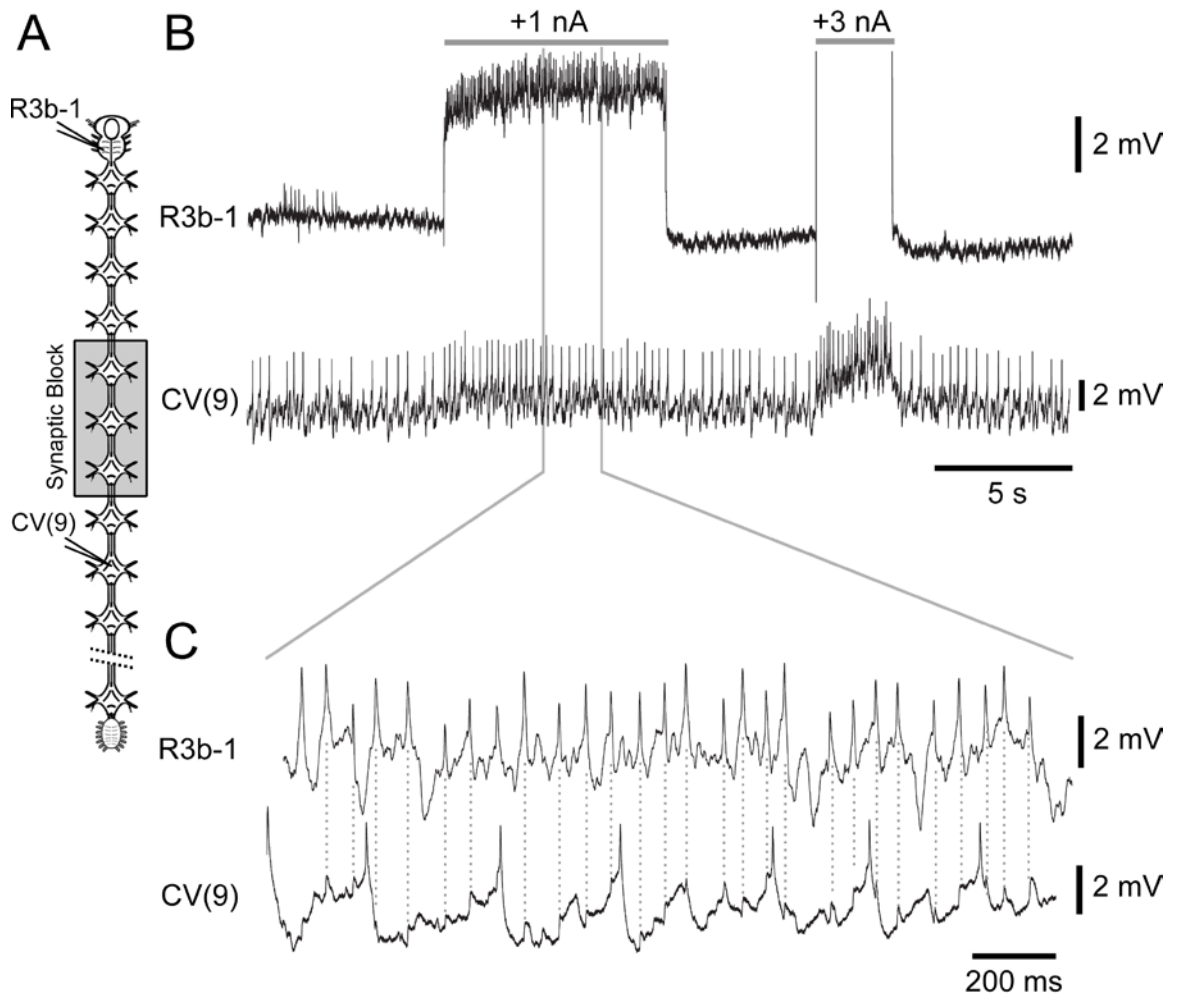 A
B
+1 nA
+3 nA
R3b-1
2 mV
R3b-1
Synaptic Block
CV(9)
2 mV
5 s
CV(9)
C
R3b-1
2 mV
CV(9)
2 mV
200 ms